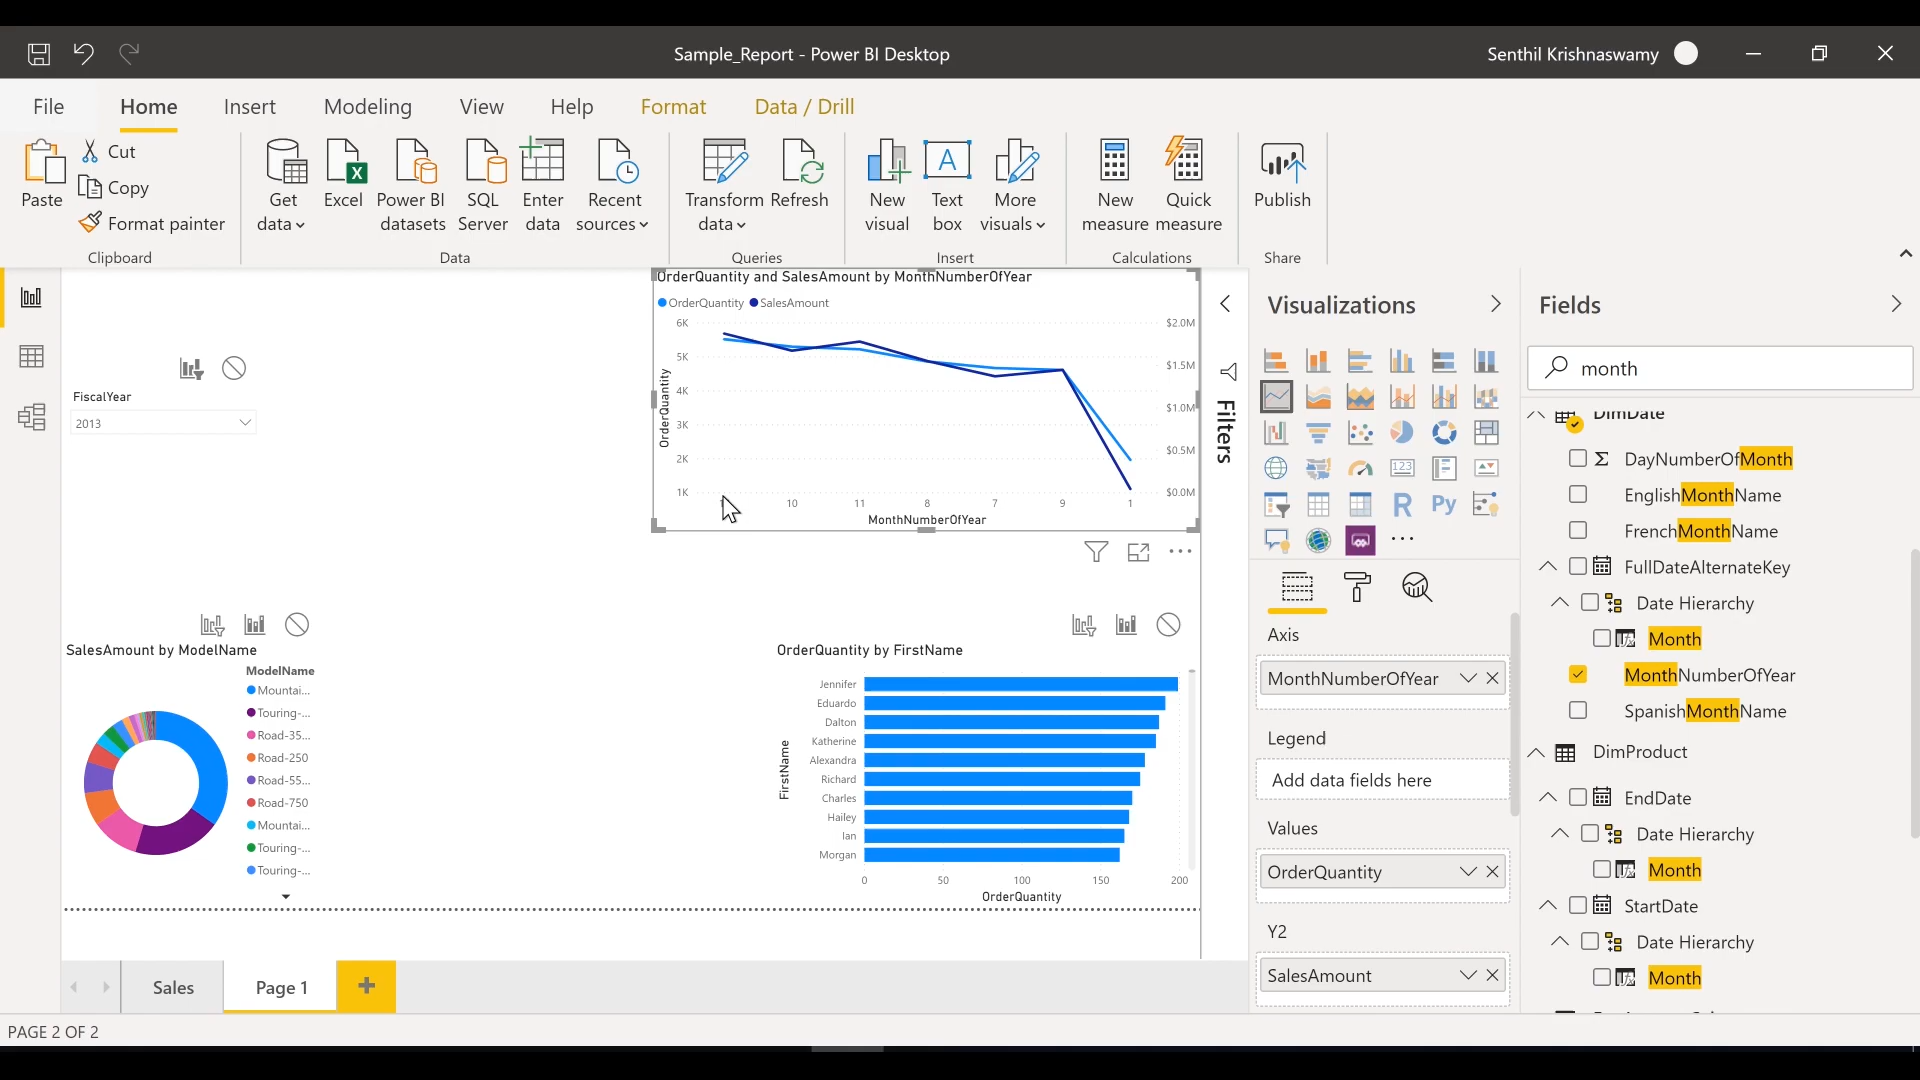 Sample_Report - Power BI Desktop
Senthil Krishnaswamy
File Home Insert Modeling View Help Format Data / Drill
Paste
Cut
Copy
Format painter
Clipboard
Get data
Excel
Power BI datasets
SQL Server
Enter data
Recent sources
Data
Transform data
Refresh
Queries
New visual
Text box
More visuals
Insert
New measure
Quick measure
Calculations
Publish
Share
FiscalYear
2013
OrderQuantity and SalesAmount by MonthNumberOfYear
OrderQuantity SalesAmount
6K
5K
4K
3K
2K
1K
OrderQuantity
$2.0M
$1.5M
$1.0M
$0.5M
$0.0M
10 11 8 7 9 1
MonthNumberOfYear
SalesAmount by ModelName
ModelName
Mountai...
Touring-...
Road-35...
Road-250
Road-55...
Road-750
Mountai...
Touring-...
Touring-...
OrderQuantity by FirstName
FirstName
Jennifer
Eduardo
Dalton
Katherine
Alexandra
Richard
Charles
Hailey
Ian
Morgan
0 50 100 150 200
OrderQuantity
Filters
Visualizations
123
R
Py
Axis
MonthNumberOfYear
Legend
Add data fields here
Values
OrderQuantity
Y2
SalesAmount
Fields
month
DimDate
DayNumberOfMonth
EnglishMonthName
FrenchMonthName
FullDateAlternateKey
Date Hierarchy
Month
MonthNumberOfYear
SpanishMonthName
DimProduct
EndDate
Date Hierarchy
Month
StartDate
Date Hierarchy
Month
Sales
Page 1
PAGE 2 OF 2